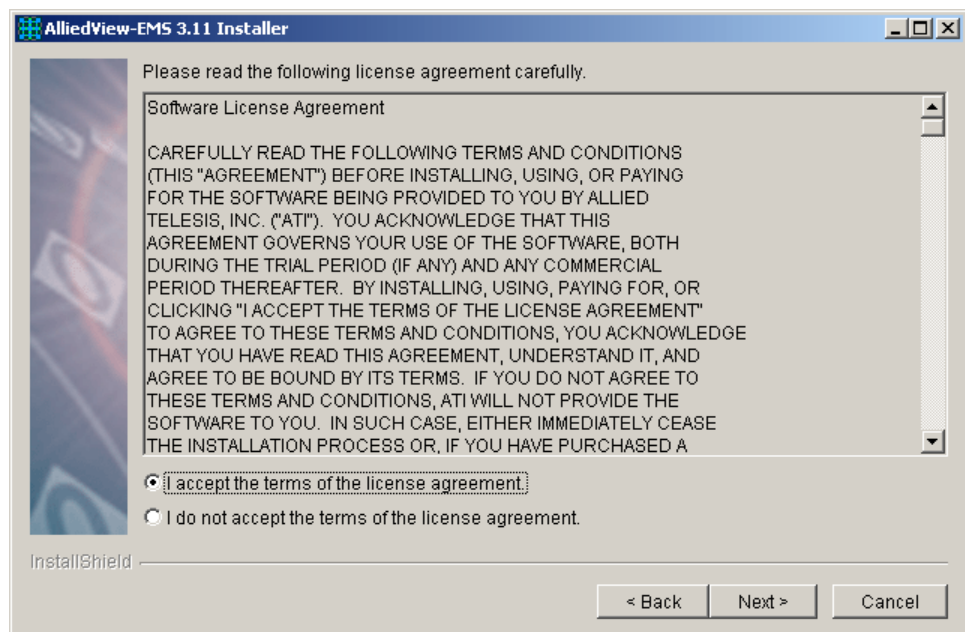 AlliedView-EMS 3.11 Installer
Please read the following license agreement carefully.
Software License Agreement
CAREFULLY READ THE FOLLOWING TERMS AND CONDITIONS
(THIS "AGREEMENT") BEFORE INSTALLING, USING, OR PAYING
FOR THE SOFTWARE BEING PROVIDED TO YOU BY ALLIED
TELESIS, INC. ("ATI").  YOU ACKNOWLEDGE THAT THIS
AGREEMENT GOVERNS YOUR USE OF THE SOFTWARE, BOTH
DURING THE TRIAL PERIOD (IF ANY) AND ANY COMMERCIAL
PERIOD THEREAFTER.  BY INSTALLING, USING, PAYING FOR, OR
CLICKING "I ACCEPT THE TERMS OF THE LICENSE AGREEMENT"
TO AGREE TO THESE TERMS AND CONDITIONS, YOU ACKNOWLEDGE
THAT YOU HAVE READ THIS AGREEMENT, UNDERSTAND IT, AND
AGREE TO BE BOUND BY ITS TERMS.  IF YOU DO NOT AGREE TO
THESE TERMS AND CONDITIONS, ATI WILL NOT PROVIDE THE
SOFTWARE TO YOU.  IN SUCH CASE, EITHER IMMEDIATELY CEASE
THE INSTALLATION PROCESS OR, IF YOU HAVE PURCHASED A
I accept the terms of the license agreement.
I do not accept the terms of the license agreement.
InstallShield
< Back
Next >
Cancel